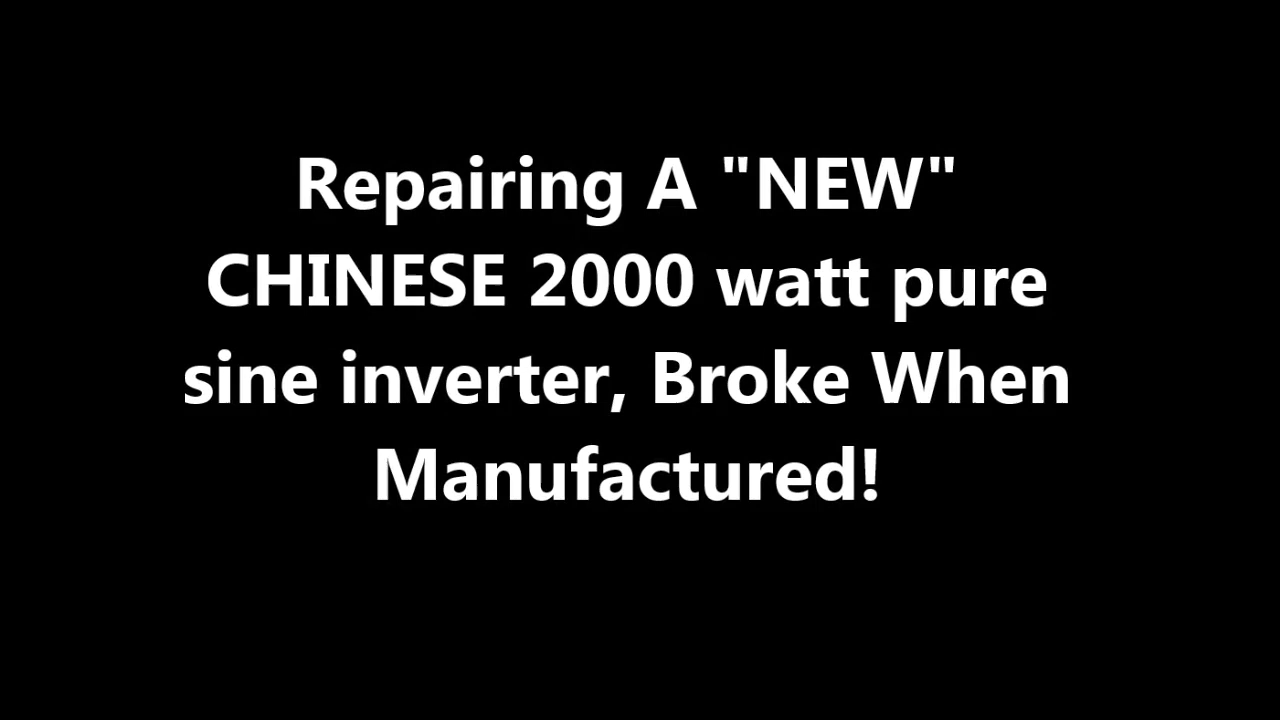 Repairing A "NEW"
CHINESE 2000 watt pure
sine inverter, Broke When
Manufactured!